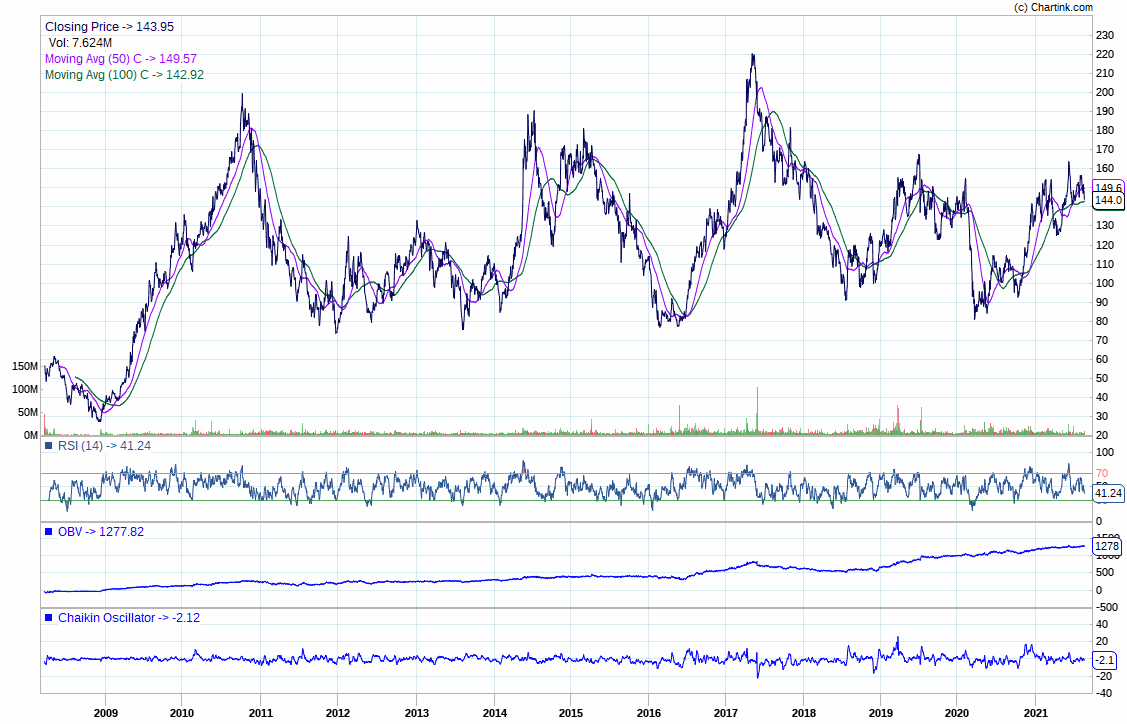 (c) Chartink.com
Closing Price -> 143.95
Vol: 7.624M
Moving Avg (50) C -> 149.57
Moving Avg (100) C -> 142.92
230
220
210
200
190
180
170
160
149.6
144.0
130
120
110
100
90
80
70
60
50
40
30
20
150M
100M
50M
0M
RSI (14) -> 41.24
100
70
41.24
0
OBV -> 1277.82
1278
500
0
-500
Chaikin Oscillator -> -2.12
40
20
-2.1
-20
-40
2009 2010 2011 2012 2013 2014 2015 2016 2017 2018 2019 2020 2021